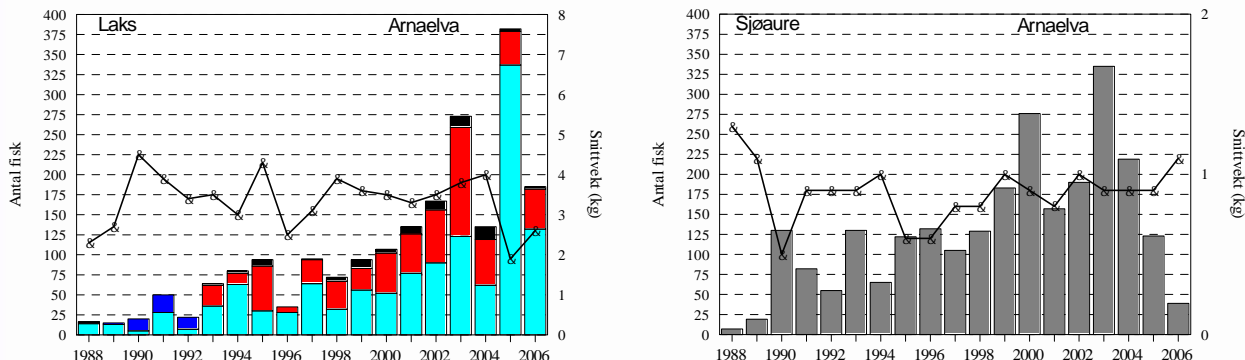 Laks Arnaelva
400 375 350 325 300 275 250 225 200 175 150 125 100 75 50 25 0
Antal fisk
8 7 6 5 4 3 2 1 0
Snittvekt (kg)
1988 1990 1992 1994 1996 1998 2000 2002 2004 2006
Sjøaure Arnaelva
400 375 350 325 300 275 250 225 200 175 150 125 100 75 50 25 0
Antal fisk
2 1 0
Snittvekt (kg)
1988 1990 1992 1994 1996 1998 2000 2002 2004 2006